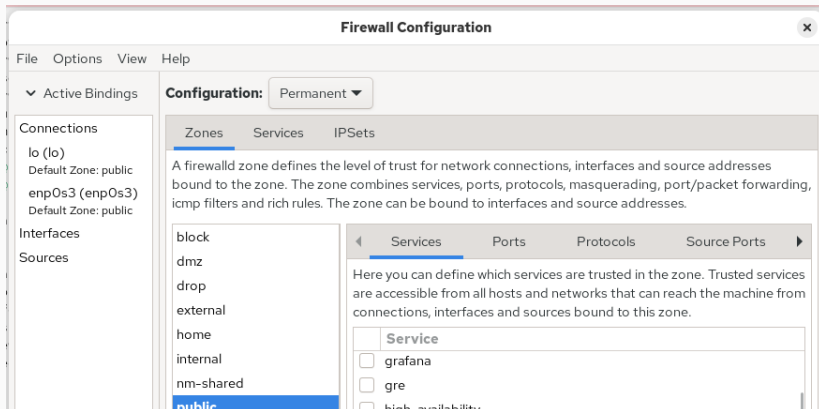 Firewall Configuration
File Options View Help
Active Bindings
Configuration: Permanent
Connections
lo (lo)
Default Zone: public
enp0s3 (enp0s3)
Default Zone: public
Interfaces
Sources
Zones Services IPSets
A firewalld zone defines the level of trust for network connections, interfaces and source addresses
bound to the zone. The zone combines services, ports, protocols, masquerading, port/packet forwarding,
icmp filters and rich rules. The zone can be bound to interfaces and source addresses.
block
dmz
drop
external
home
internal
nm-shared
public
Services Ports Protocols Source Ports
Here you can define which services are trusted in the zone. Trusted services
are accessible from all hosts and networks that can reach the machine from
connections, interfaces and sources bound to this zone.
Service
grafana
gre
high-availability